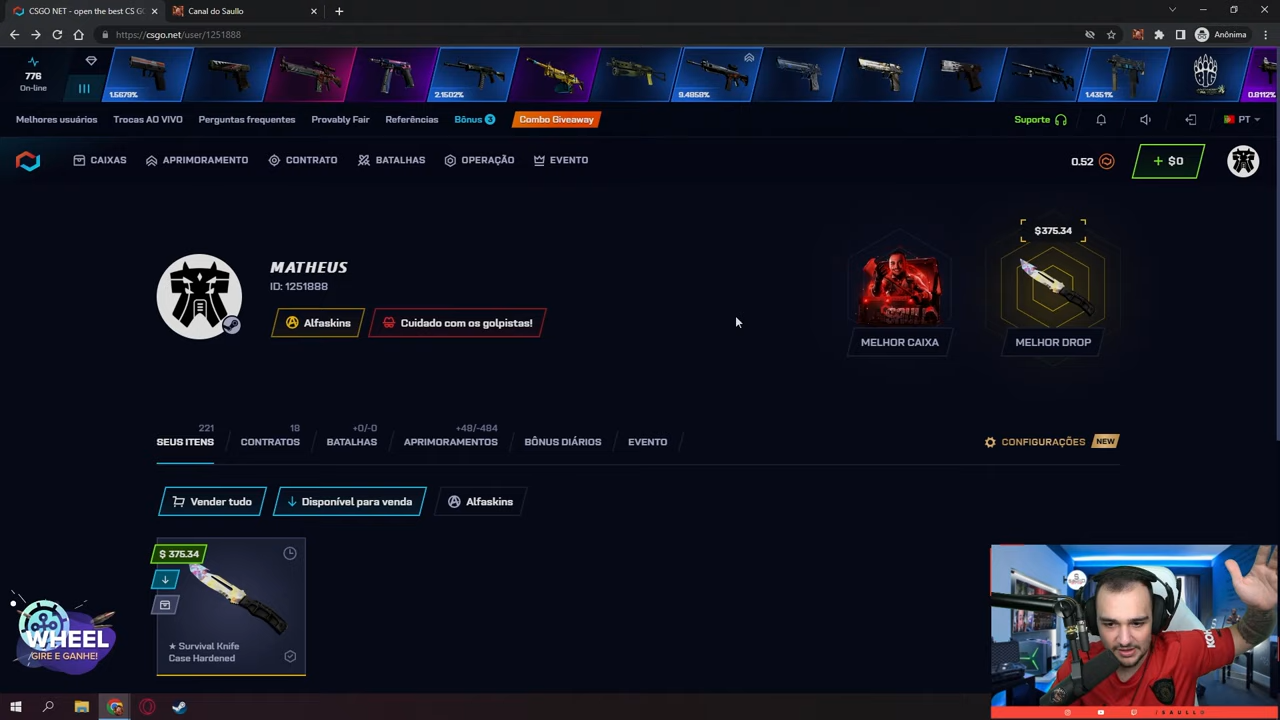 CSGO NET - open the best CS G
Canal do Saullo
https://csgo.net/user/1251888
Anônima
776
On-line
1.5679%
2.1502%
9.4858%
1.4351%
0.8112%
Melhores usuários
Trocas AO VIVO
Perguntas frequentes
Provably Fair
Referências
Bônus 3
Combo Giveaway
Suporte
PT
CAIXAS
APRIMORAMENTO
CONTRATO
BATALHAS
OPERAÇÃO
EVENTO
0.52
+ $0
MATHEUS
ID: 1251888
Alfaskins
Cuidado com os golpistas!
$375.34
MELHOR CAIXA
MELHOR DROP
221
SEUS ITENS
18
CONTRATOS
+0/-0
BATALHAS
+48/-484
APRIMORAMENTOS
BÔNUS DIÁRIOS
EVENTO
CONFIGURAÇÕES NEW
Vender tudo
Disponível para venda
Alfaskins
$ 375.34
★ Survival Knife
Case Hardened
WHEEL
GIRE E GANHE!
SAULLO